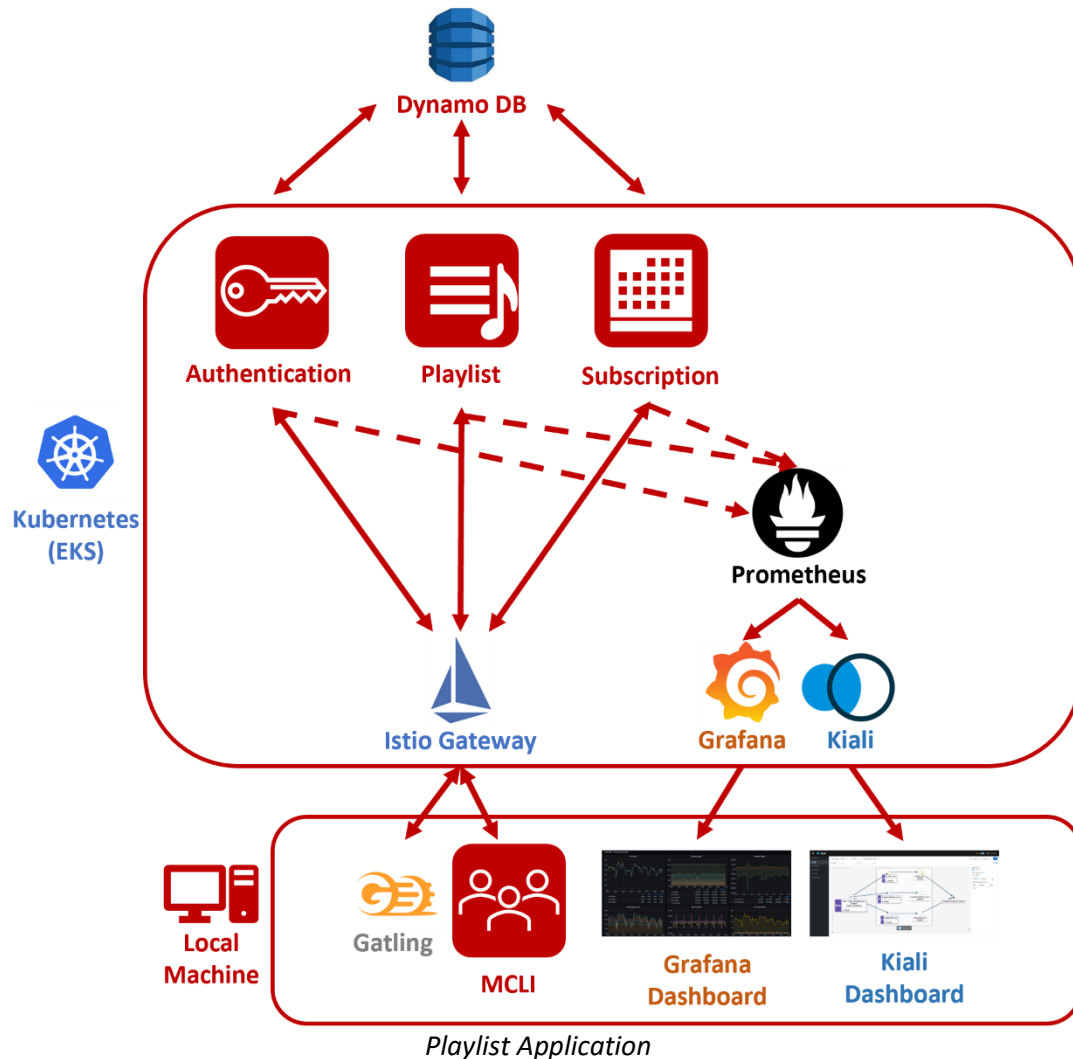 Dynamo DB
Authentication
Playlist
Subscription
Kubernetes
(EKS)
Prometheus
Istio Gateway
Grafana
Kiali
Local
Machine
Gatling
MCLI
Grafana
Dashboard
Kiali
Dashboard
Playlist Application